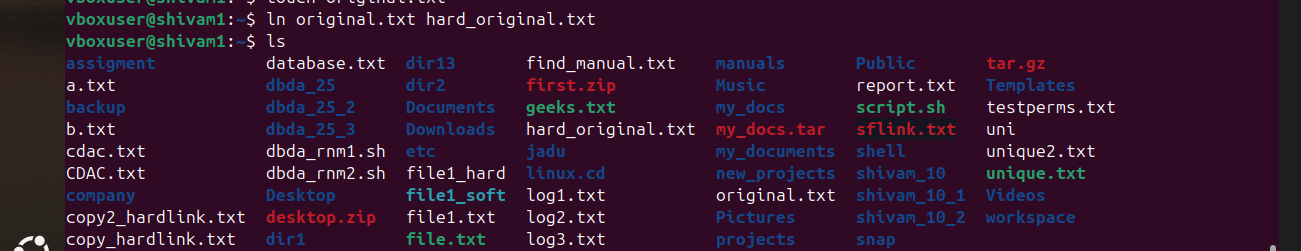 vboxuser@shivam1:~$ ln original.txt hard_original.txt
vboxuser@shivam1:~$ ls
assigment database.txt dir13 find_manual.txt manuals Public tar.gz
a.txt dbda_25 dir2 first.zip Music report.txt Templates
backup dbda_25_2 Documents geeks.txt my_docs script.sh testperms.txt
b.txt dbda_25_3 Downloads hard_original.txt my_docs.tar sflink.txt uni
cdac.txt dbda_rnm1.sh etc jadu my_documents shell unique2.txt
CDAC.txt dbda_rnm2.sh file1_hard linux.cd new_projects shivam_10 unique.txt
company Desktop file1_soft log1.txt original.txt shivam_10_1 Videos
copy2_hardlink.txt desktop.zip file1.txt log2.txt Pictures shivam_10_2 workspace
copy_hardlink.txt dir1 file.txt log3.txt projects snap